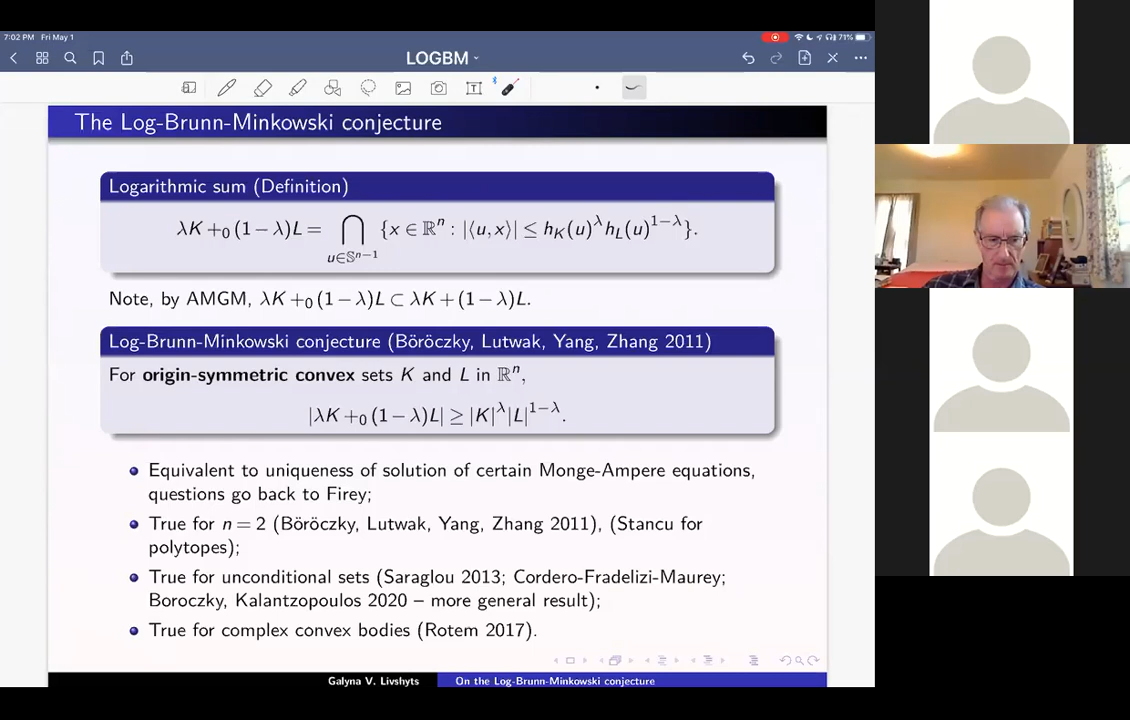 7:02 PM Fri May 1
71%
LOGBM
The Log-Brunn-Minkowski conjecture
Logarithmic sum (Definition)
λK +₀ (1 − λ)L = ⋂_{u∈𝕊ⁿ⁻¹} {x ∈ ℝⁿ : |⟨u, x⟩| ≤ h_K(u)^λ h_L(u)^{1−λ}}.
Note, by AMGM, λK +₀ (1 − λ)L ⊂ λK + (1 − λ)L.
Log-Brunn-Minkowski conjecture (Böröczky, Lutwak, Yang, Zhang 2011)
For origin-symmetric convex sets K and L in ℝⁿ,
|λK +₀ (1 − λ)L| ≥ |K|^λ |L|^{1−λ}.
Equivalent to uniqueness of solution of certain Monge-Ampere equations,
questions go back to Firey;
True for n = 2 (Böröczky, Lutwak, Yang, Zhang 2011), (Stancu for
polytopes);
True for unconditional sets (Saraglou 2013; Cordero-Fradelizi-Maurey;
Boroczky, Kalantzopoulos 2020 – more general result);
True for complex convex bodies (Rotem 2017).
Galyna V. Livshyts
On the Log-Brunn-Minkowski conjecture